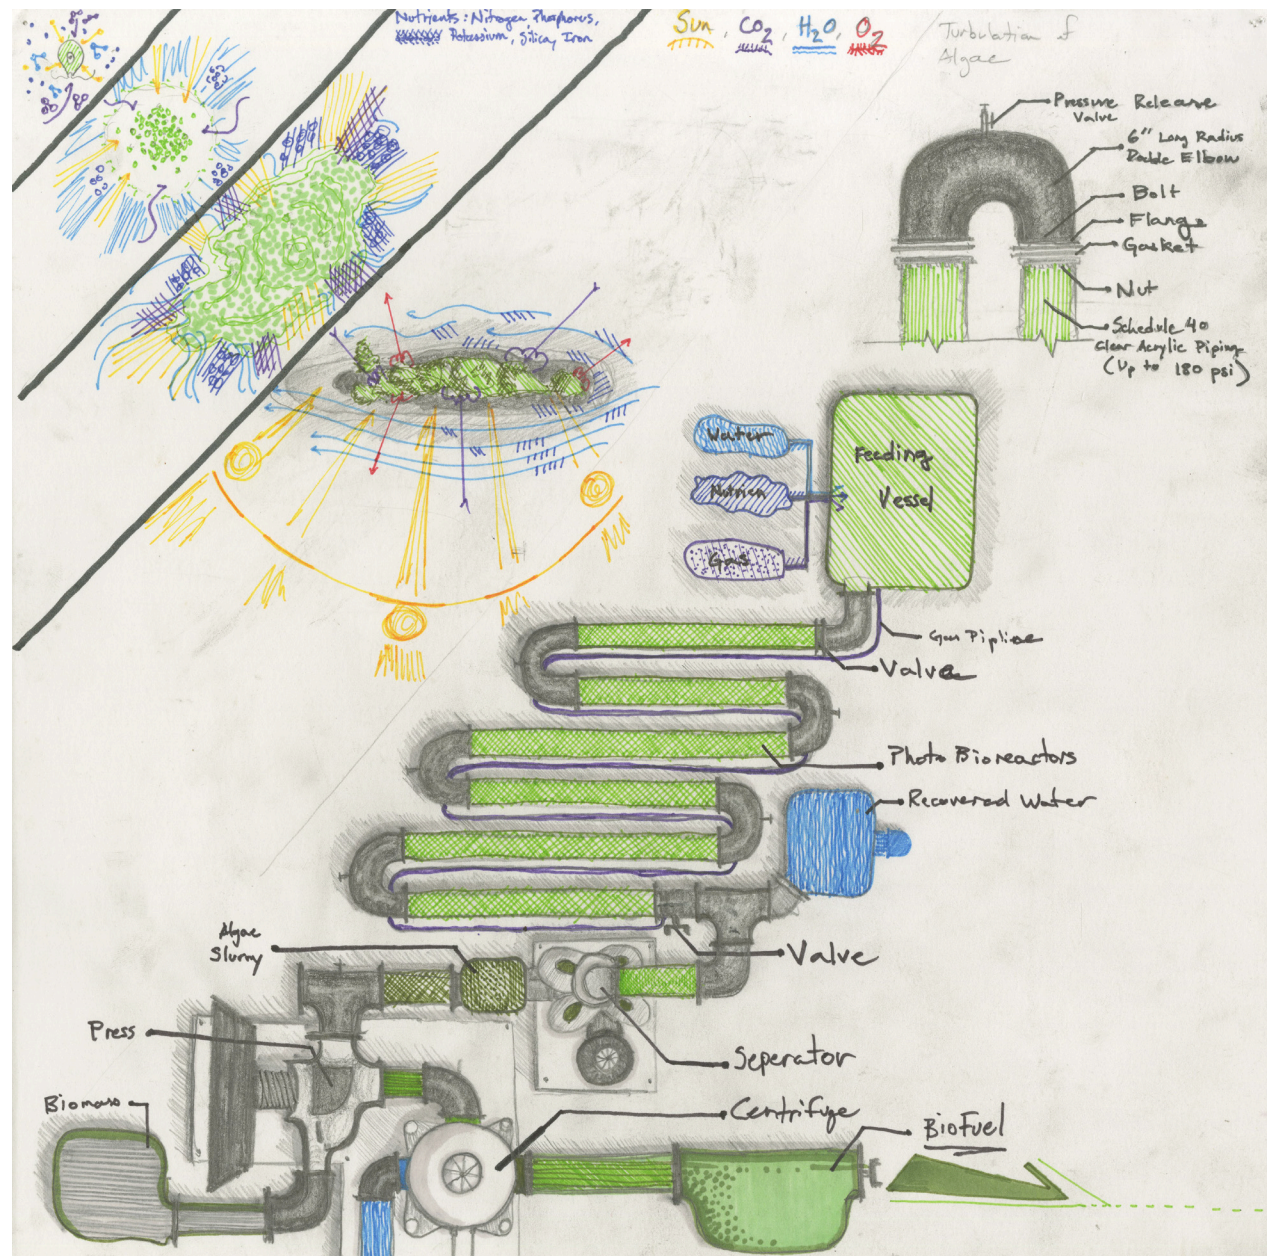 Nutrients: Nitrogen, Phosphorus,
Potassium, Silica, Iron
Sun, CO2, H2O, O2
Turbulation of
Algae
Pressure Release
Valve
6" Long Radius
Double Elbow
Bolt
Flange
Gasket
Nut
Schedule 40
Clear Acrylic Piping
(Up to 180 psi)
Water
Nutrien
Gas
Feeding
Vessel
Gas Pipline
Valve
Photo Bioreactors
Recovered Water
Algae
Slurry
Valve
Press
Seperator
Biomass
Centrifuge
BioFuel